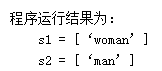 程序运行结果为:
s1 = [ ‘woman’ ]
s2 = [ ‘man’ ]